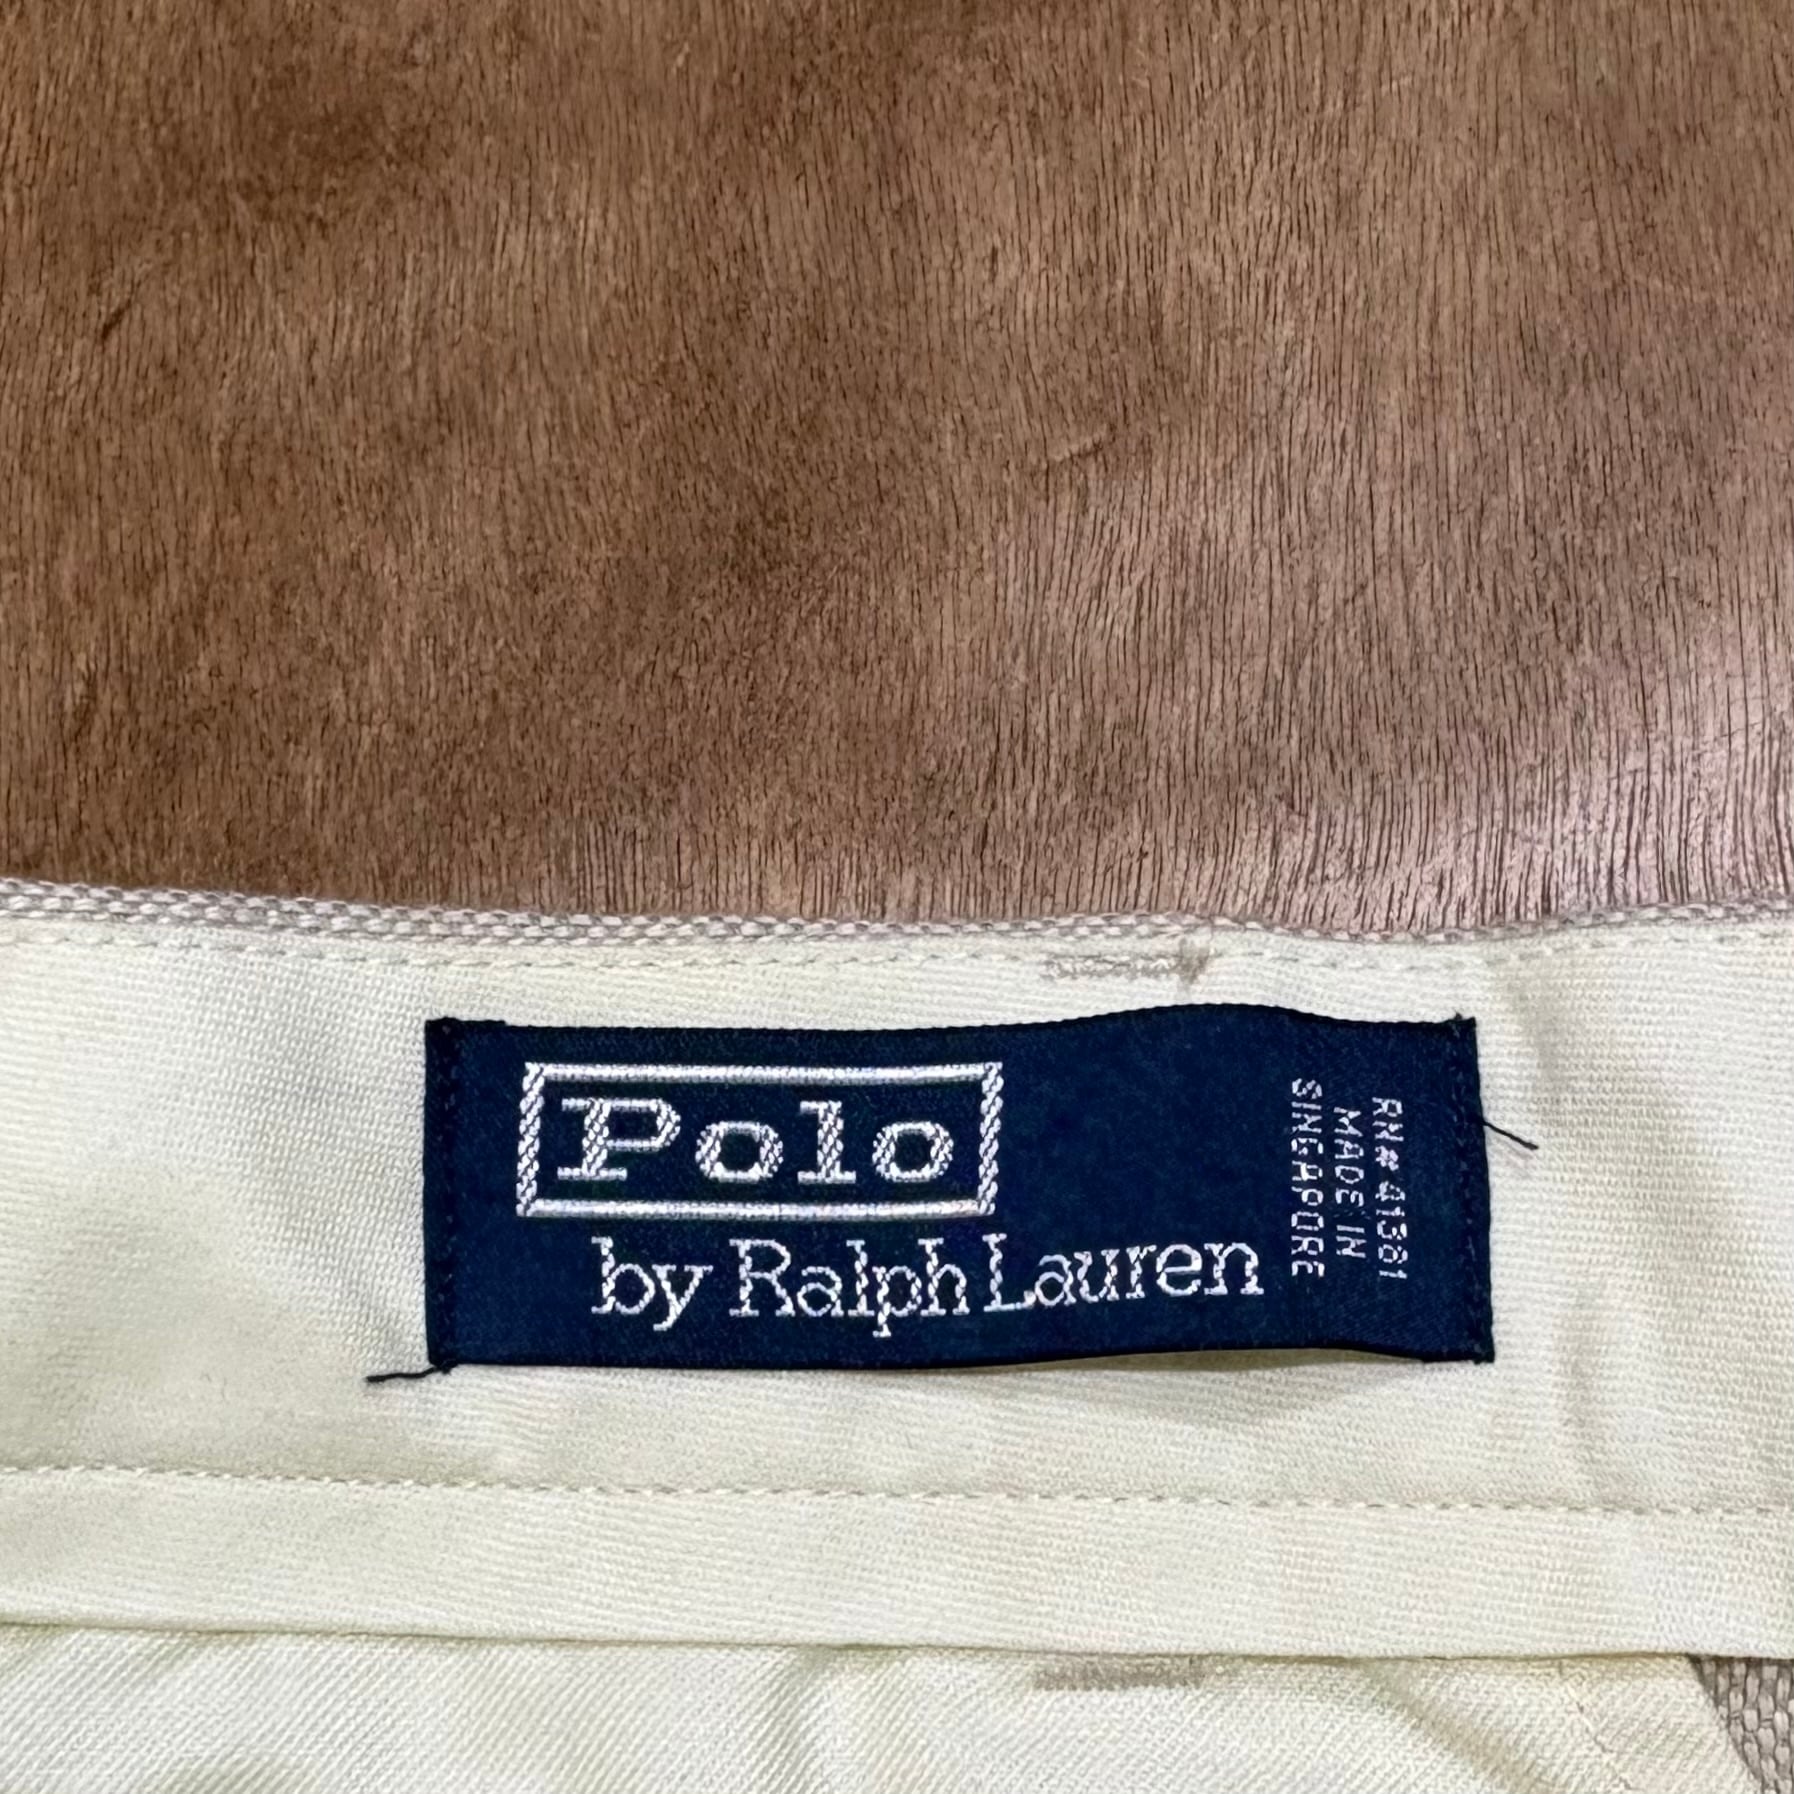 Polo
by Ralph Lauren
RN# 41381
MADE IN
SINGAPORE